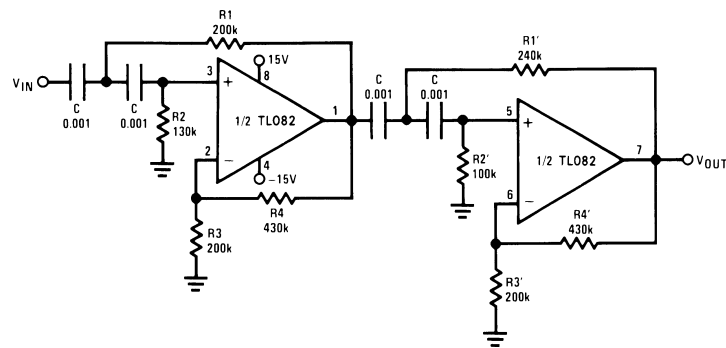 R1
200k
R1'
240k
15V
VIN
3
+
8
C
0.001
C
0.001
R2
130k
1/2 TL082
1
C
0.001
C
0.001
5
+
2
−
4
−15V
R2'
100k
1/2 TL082
7
VOUT
6
−
R4
430k
R3
200k
R4'
430k
R3'
200k